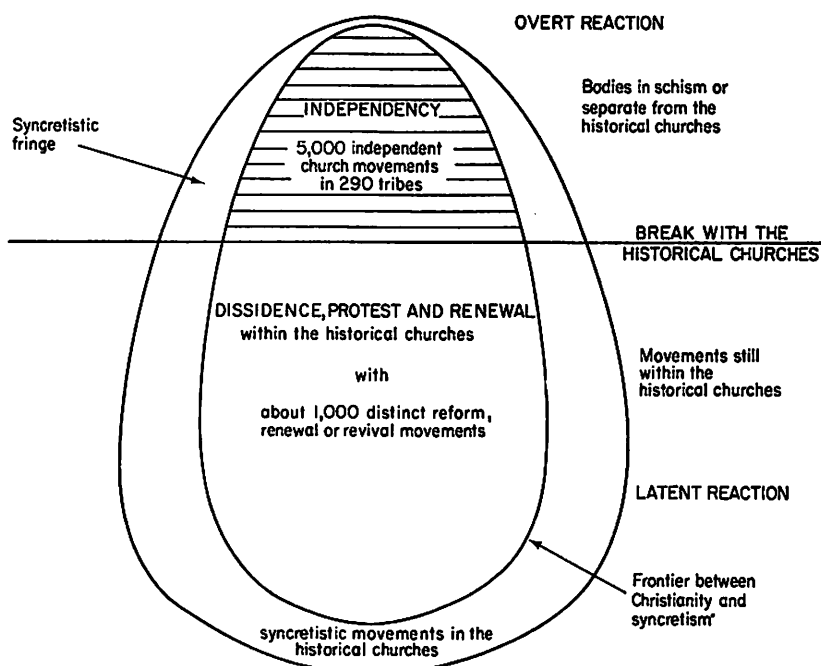 OVERT REACTION
Bodies in schism or
separate from the
historical churches
Syncretistic
fringe
INDEPENDENCY
5,000 independent
church movements
in 290 tribes
BREAK WITH THE
HISTORICAL CHURCHES
DISSIDENCE, PROTEST AND RENEWAL
within the historical churches
with
about 1,000 distinct reform,
renewal or revival movements
Movements still
within the
historical churches
LATENT REACTION
Frontier between
Christianity and
syncretism
syncretistic movements in the
historical churches